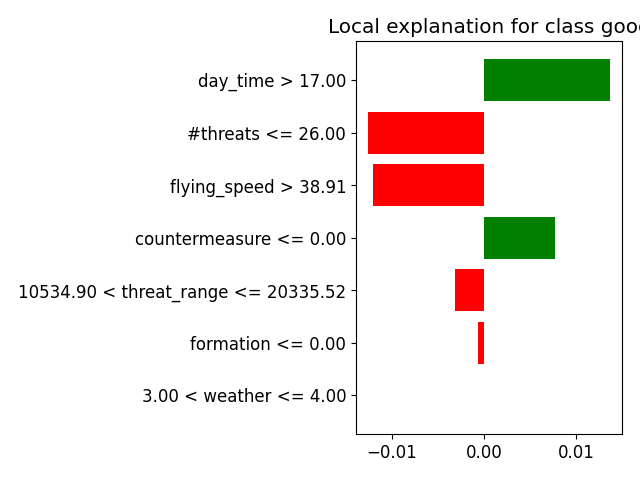 Local explanation for class good
day_time > 17.00
#threats <= 26.00
flying_speed > 38.91
countermeasure <= 0.00
10534.90 < threat_range <= 20335.52
formation <= 0.00
3.00 < weather <= 4.00
−0.01 0.00 0.01